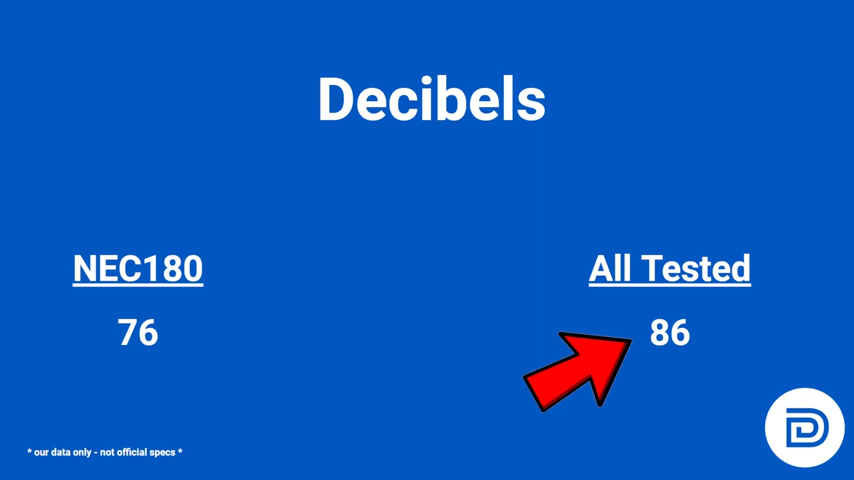 Decibels
NEC180
All Tested
76
86
* our data only - not official specs *